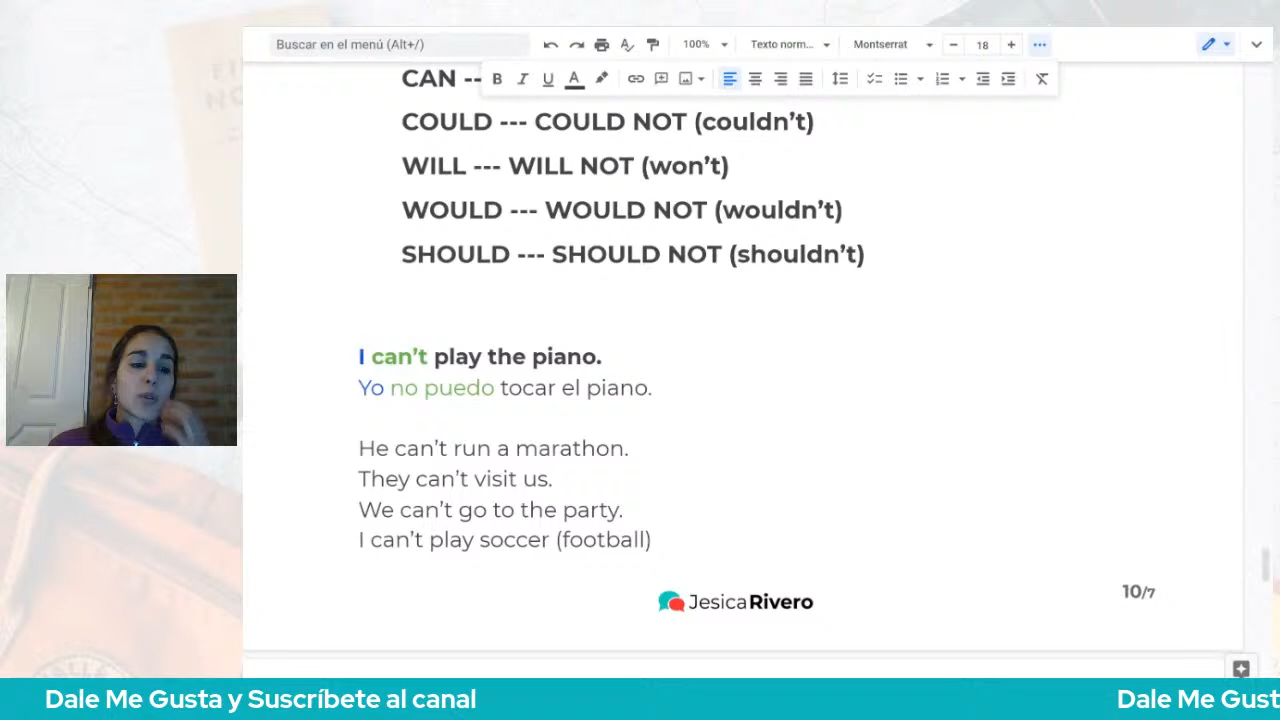 Buscar en el menú (Alt+/)
100%
Texto norm...
Montserrat
18
CAN --
COULD --- COULD NOT (couldn’t)
WILL --- WILL NOT (won’t)
WOULD --- WOULD NOT (wouldn’t)
SHOULD --- SHOULD NOT (shouldn’t)
I can’t play the piano.
Yo no puedo tocar el piano.
He can’t run a marathon.
They can’t visit us.
We can’t go to the party.
I can’t play soccer (football)
Jesica Rivero
10/7
Dale Me Gusta y Suscríbete al canal
Dale Me Gust